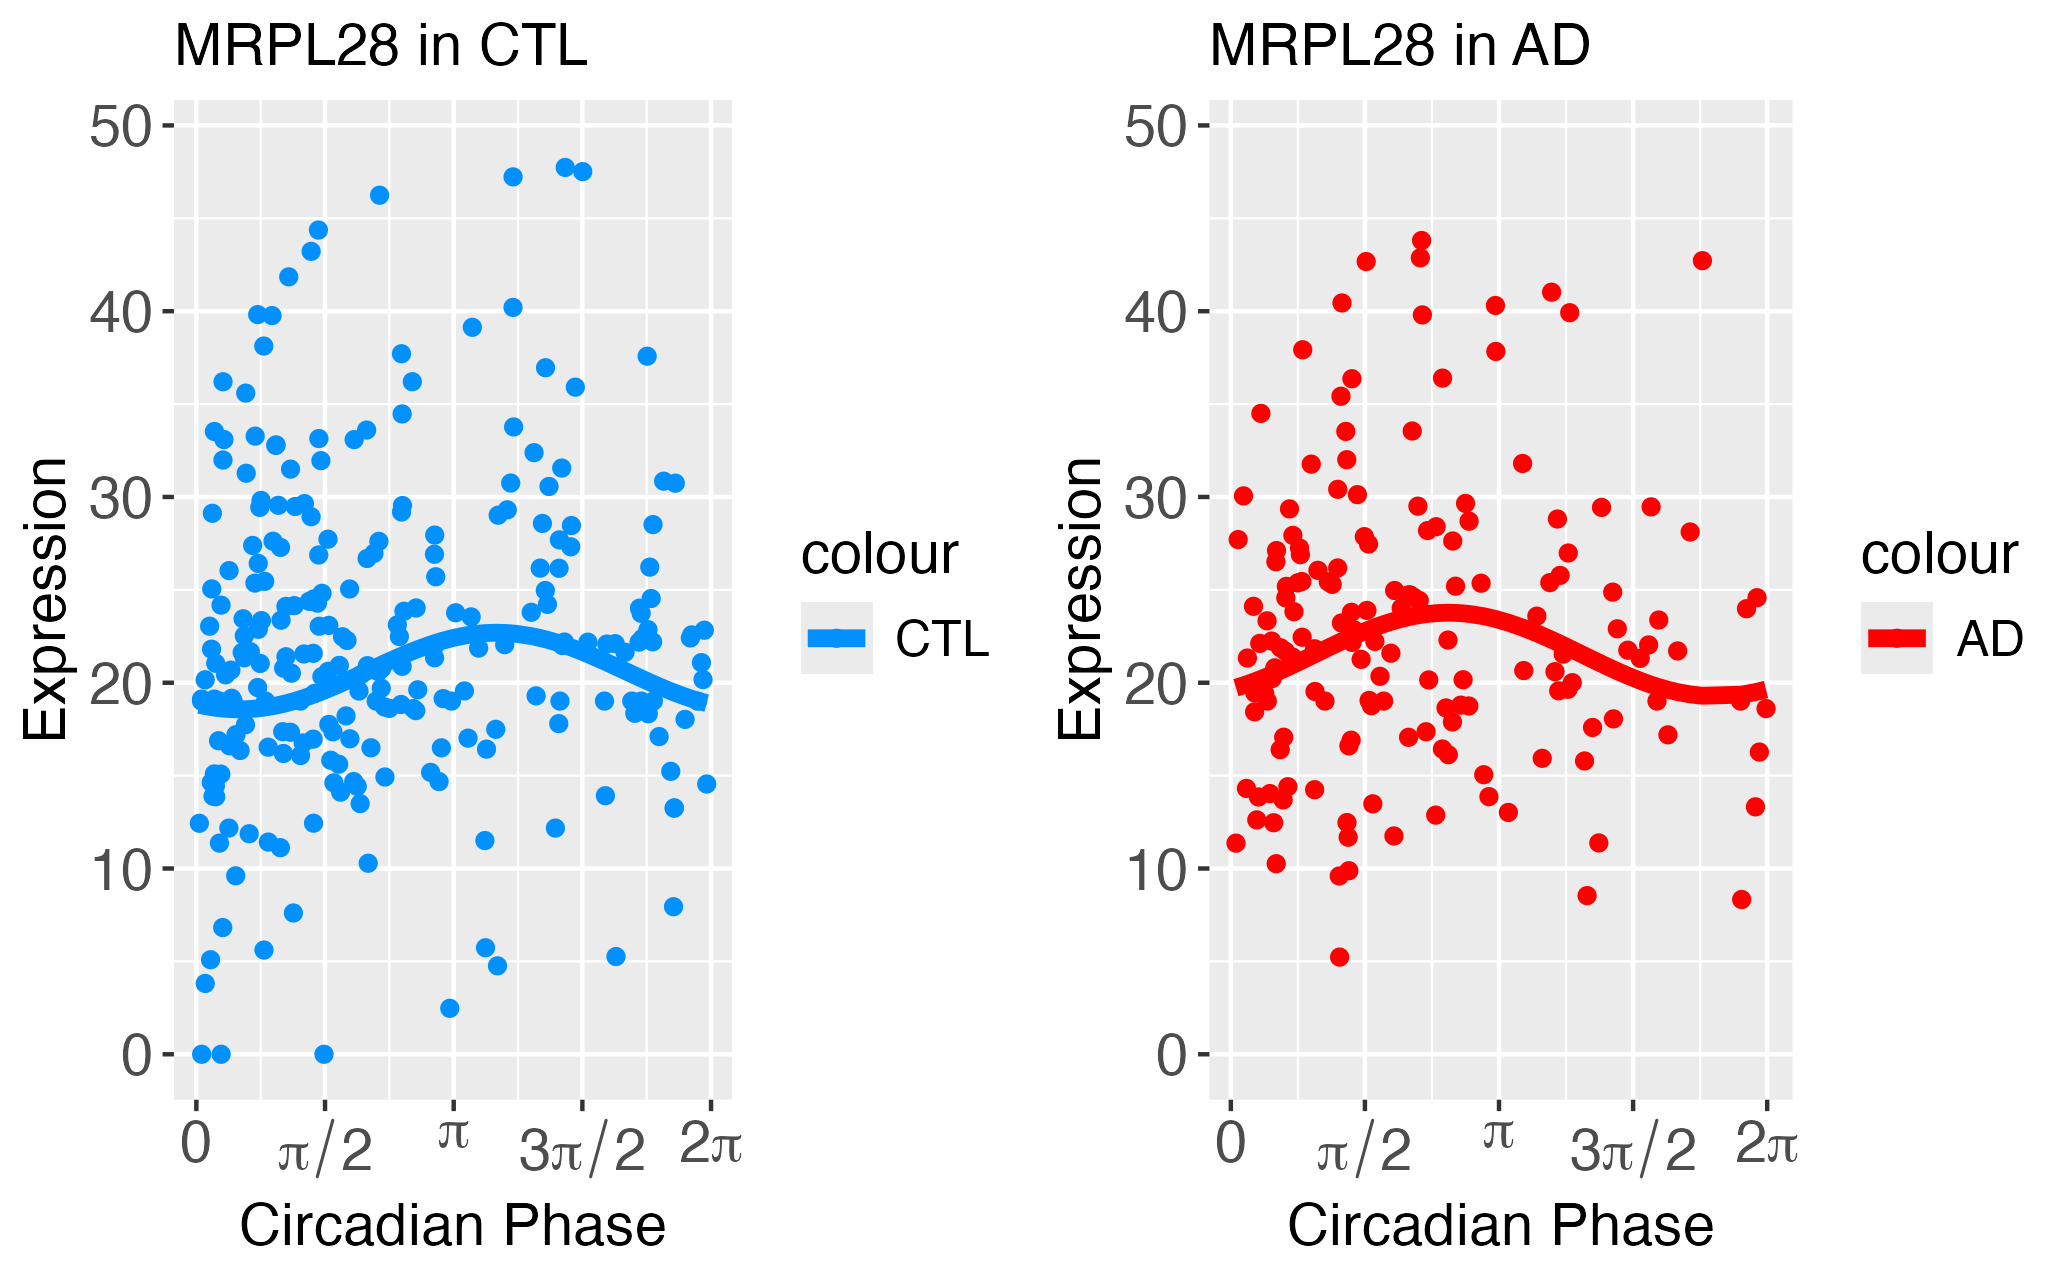 MRPL28 in CTL
50
40
30
20
10
0
Expression
0 π/2 π 3π/2 2π
Circadian Phase
colour
CTL
MRPL28 in AD
50
40
30
20
10
0
Expression
0 π/2 π 3π/2 2π
Circadian Phase
colour
AD